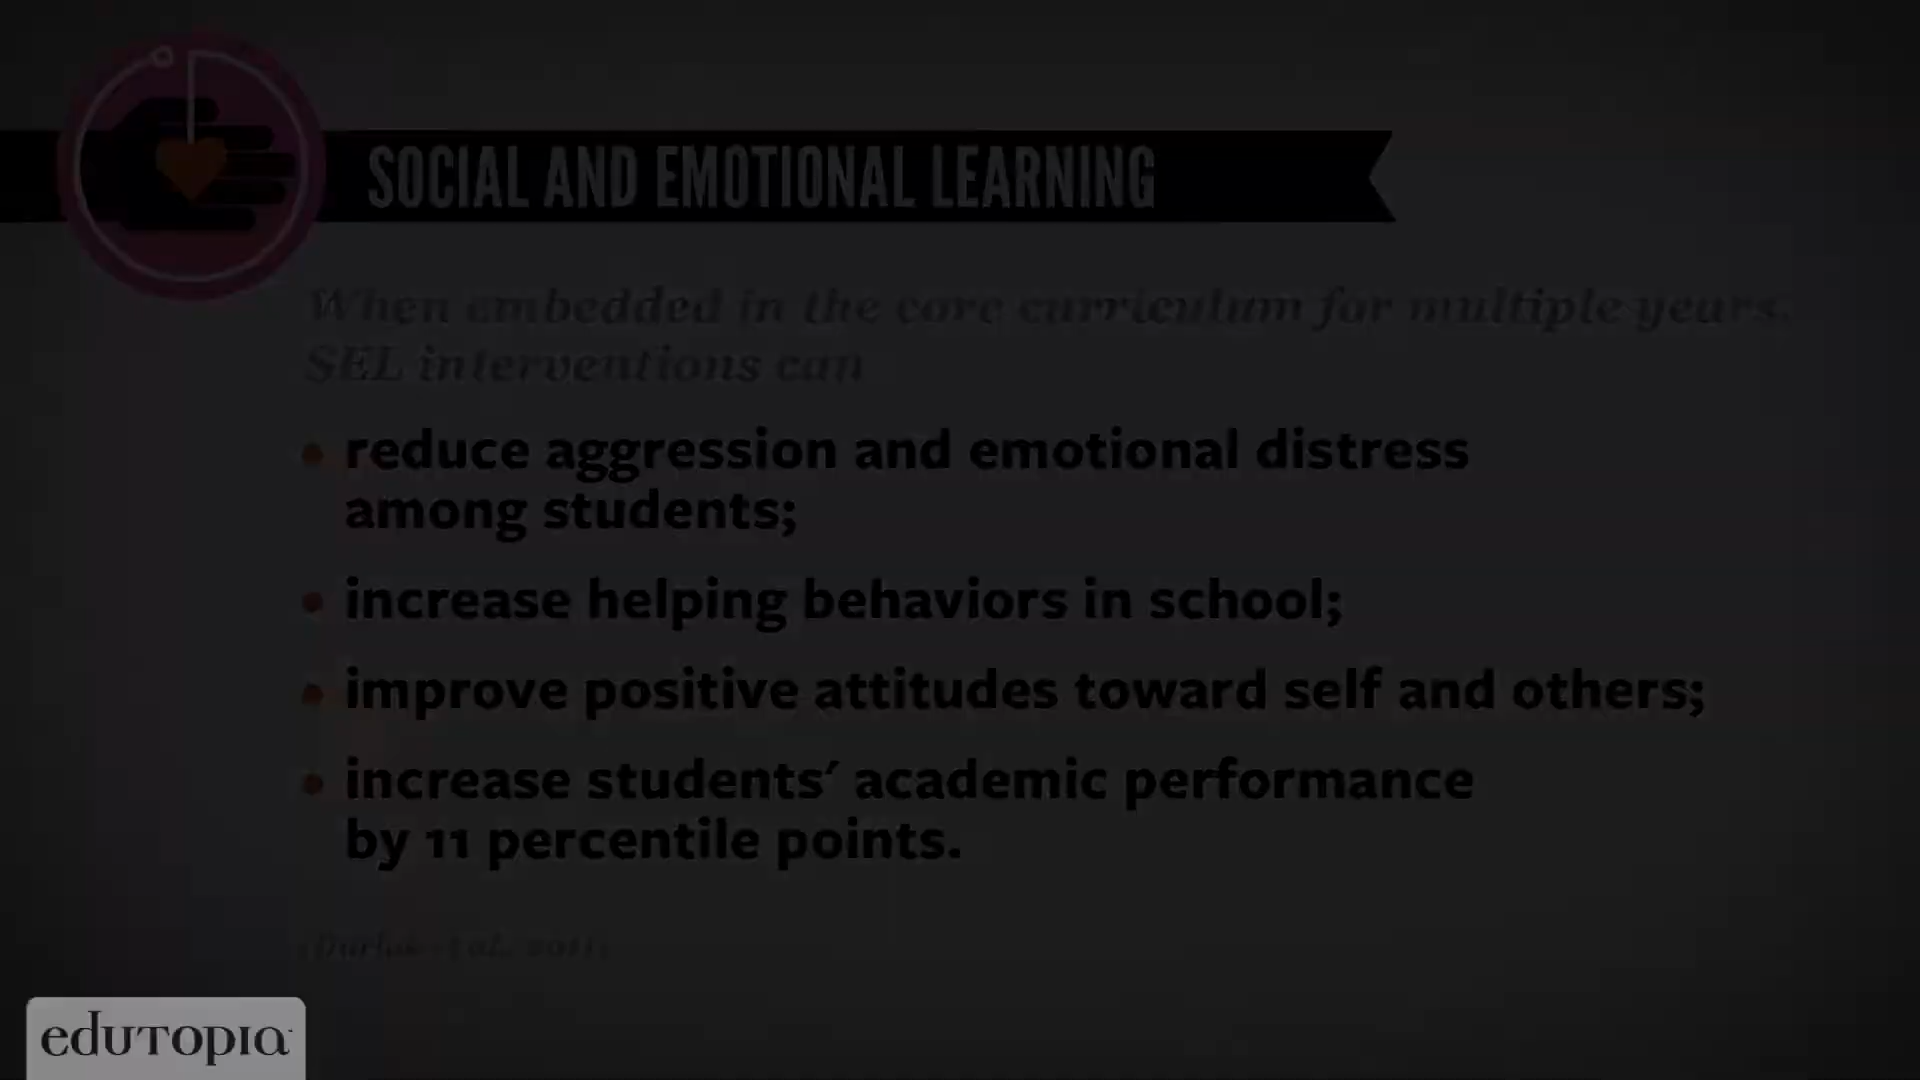 SOCIAL AND EMOTIONAL LEARNING
When embedded in the core curriculum for multiple years,
SEL interventions can
• reduce aggression and emotional distress
among students;
• increase helping behaviors in school;
• improve positive attitudes toward self and others;
• increase students’ academic performance
by 11 percentile points.
edutopia